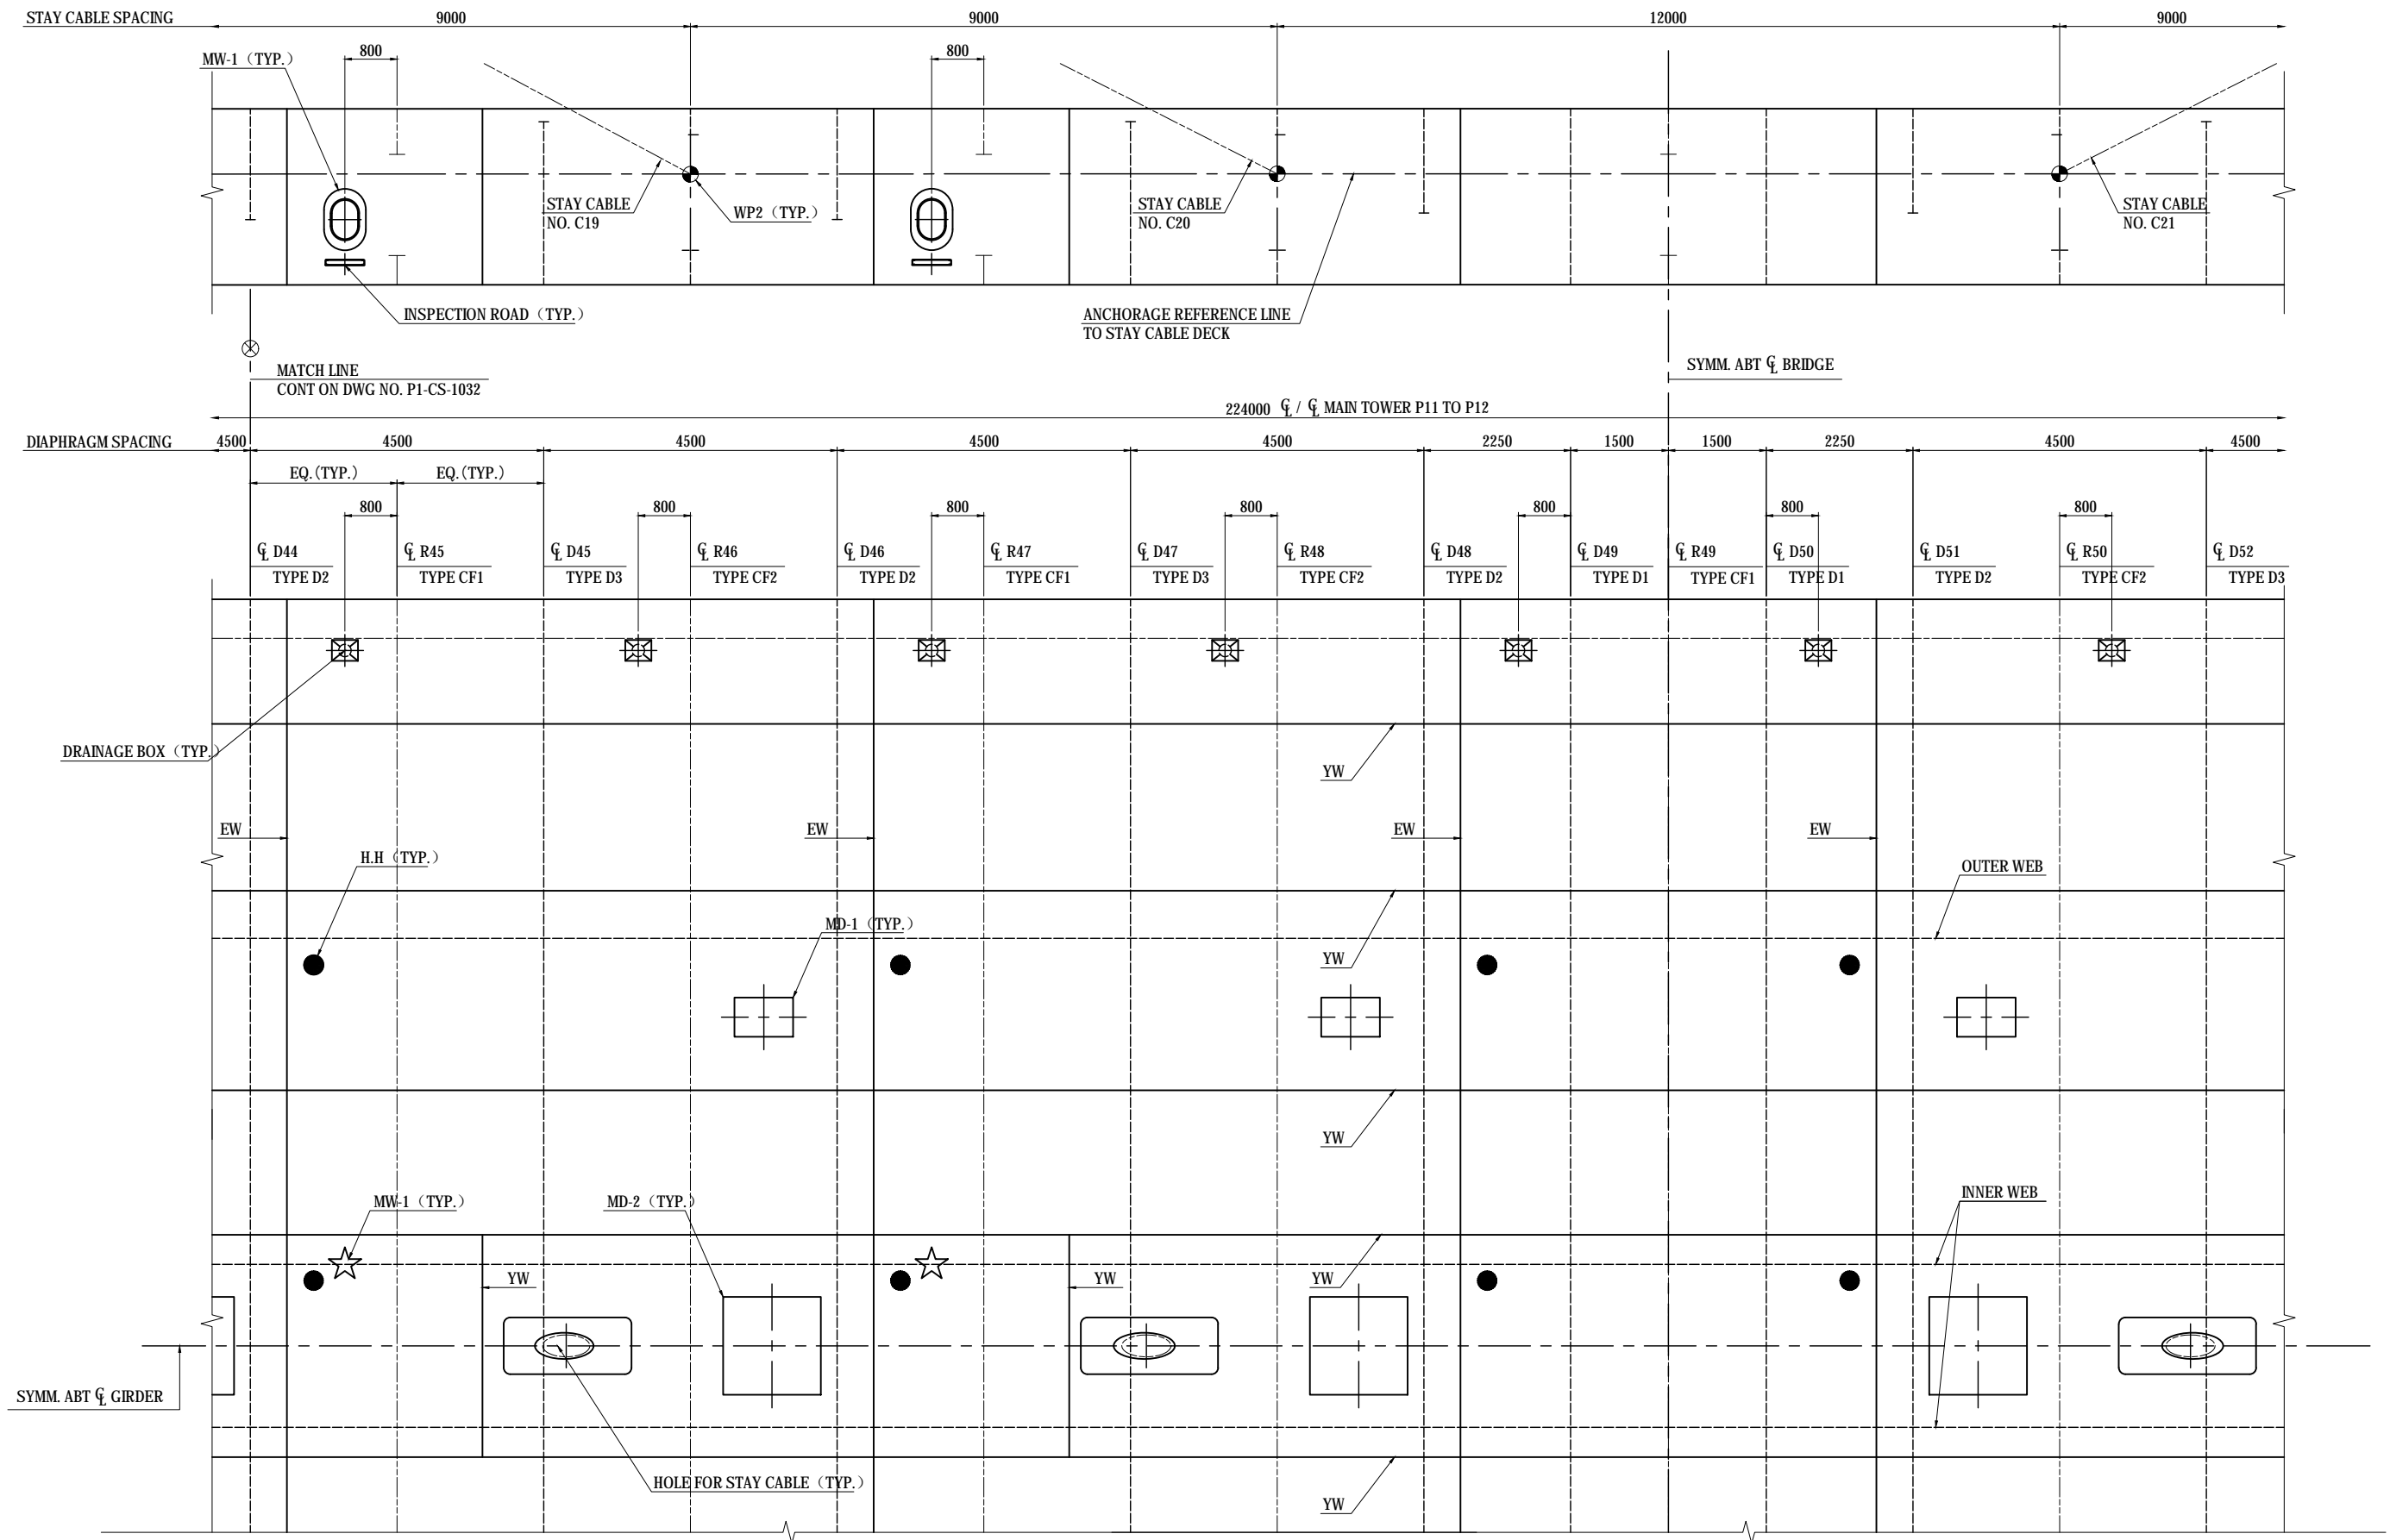 STAY CABLE SPACING 9000 9000 12000 9000
800 800
MW-1 (TYP.)
STAY CABLE
NO. C19
WP2 (TYP.)
STAY CABLE
NO. C20
STAY CABLE
NO. C21
INSPECTION ROAD (TYP.)
ANCHORAGE REFERENCE LINE
TO STAY CABLE DECK
MATCH LINE
CONT ON DWG NO. P1-CS-1032
SYMM. ABT ℄ BRIDGE
224000 ℄ / ℄ MAIN TOWER P11 TO P12
DIAPHRAGM SPACING 4500 4500 4500 4500 4500 2250 1500 1500 2250 4500 4500
EQ.(TYP.) EQ.(TYP.)
800 800 800 800 800 800 800
℄ D44 ℄ R45 ℄ D45 ℄ R46 ℄ D46 ℄ R47 ℄ D47 ℄ R48 ℄ D48 ℄ D49 ℄ R49 ℄ D50 ℄ D51 ℄ R50 ℄ D52
TYPE D2 TYPE CF1 TYPE D3 TYPE CF2 TYPE D2 TYPE CF1 TYPE D3 TYPE CF2 TYPE D2 TYPE D1 TYPE CF1 TYPE D1 TYPE D2 TYPE CF2 TYPE D3
DRAINAGE BOX (TYP.)
YW
EW EW EW EW
H.H (TYP.)
OUTER WEB
MD-1 (TYP.)
YW
YW
MW-1 (TYP.) MD-2 (TYP.) INNER WEB
YW YW YW
SYMM. ABT ℄ GIRDER
HOLE FOR STAY CABLE (TYP.)
YW